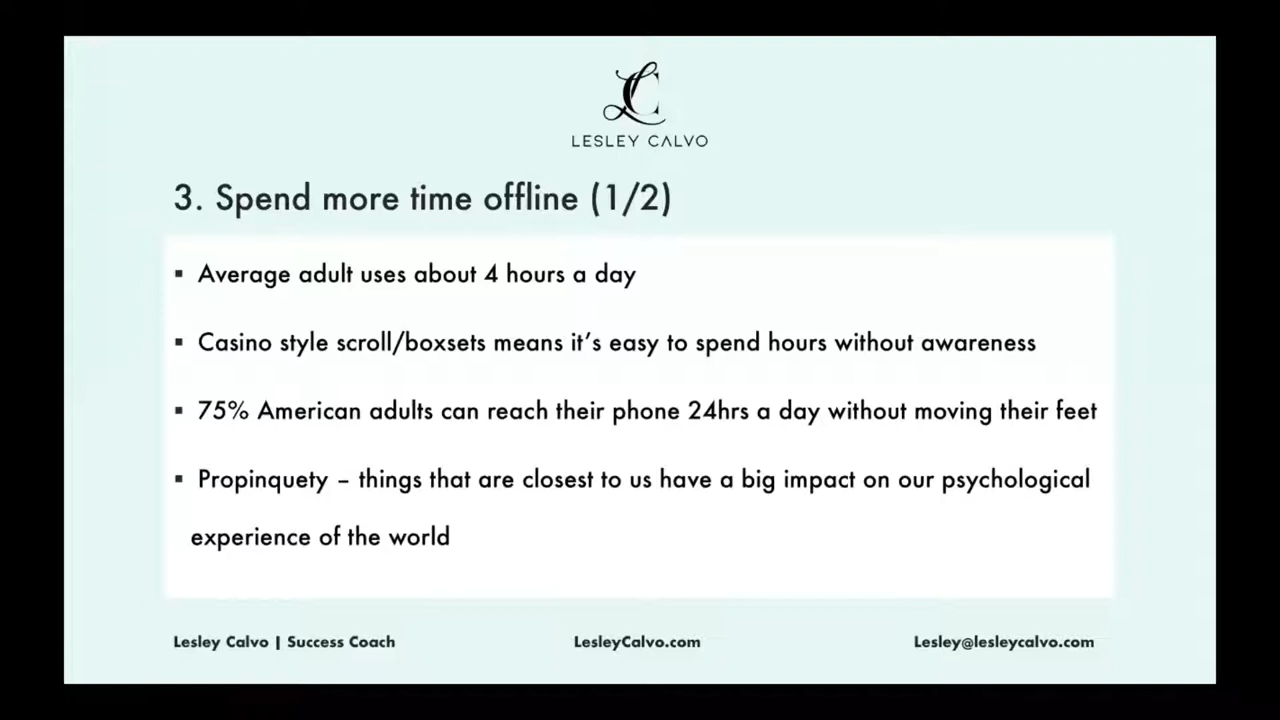 LC
LESLEY CALVO
3. Spend more time offline (1/2)
▪ Average adult uses about 4 hours a day
▪ Casino style scroll/boxsets means it’s easy to spend hours without awareness
▪ 75% American adults can reach their phone 24hrs a day without moving their feet
▪ Propinquety – things that are closest to us have a big impact on our psychological
experience of the world
Lesley Calvo | Success Coach
LesleyCalvo.com
Lesley@lesleycalvo.com